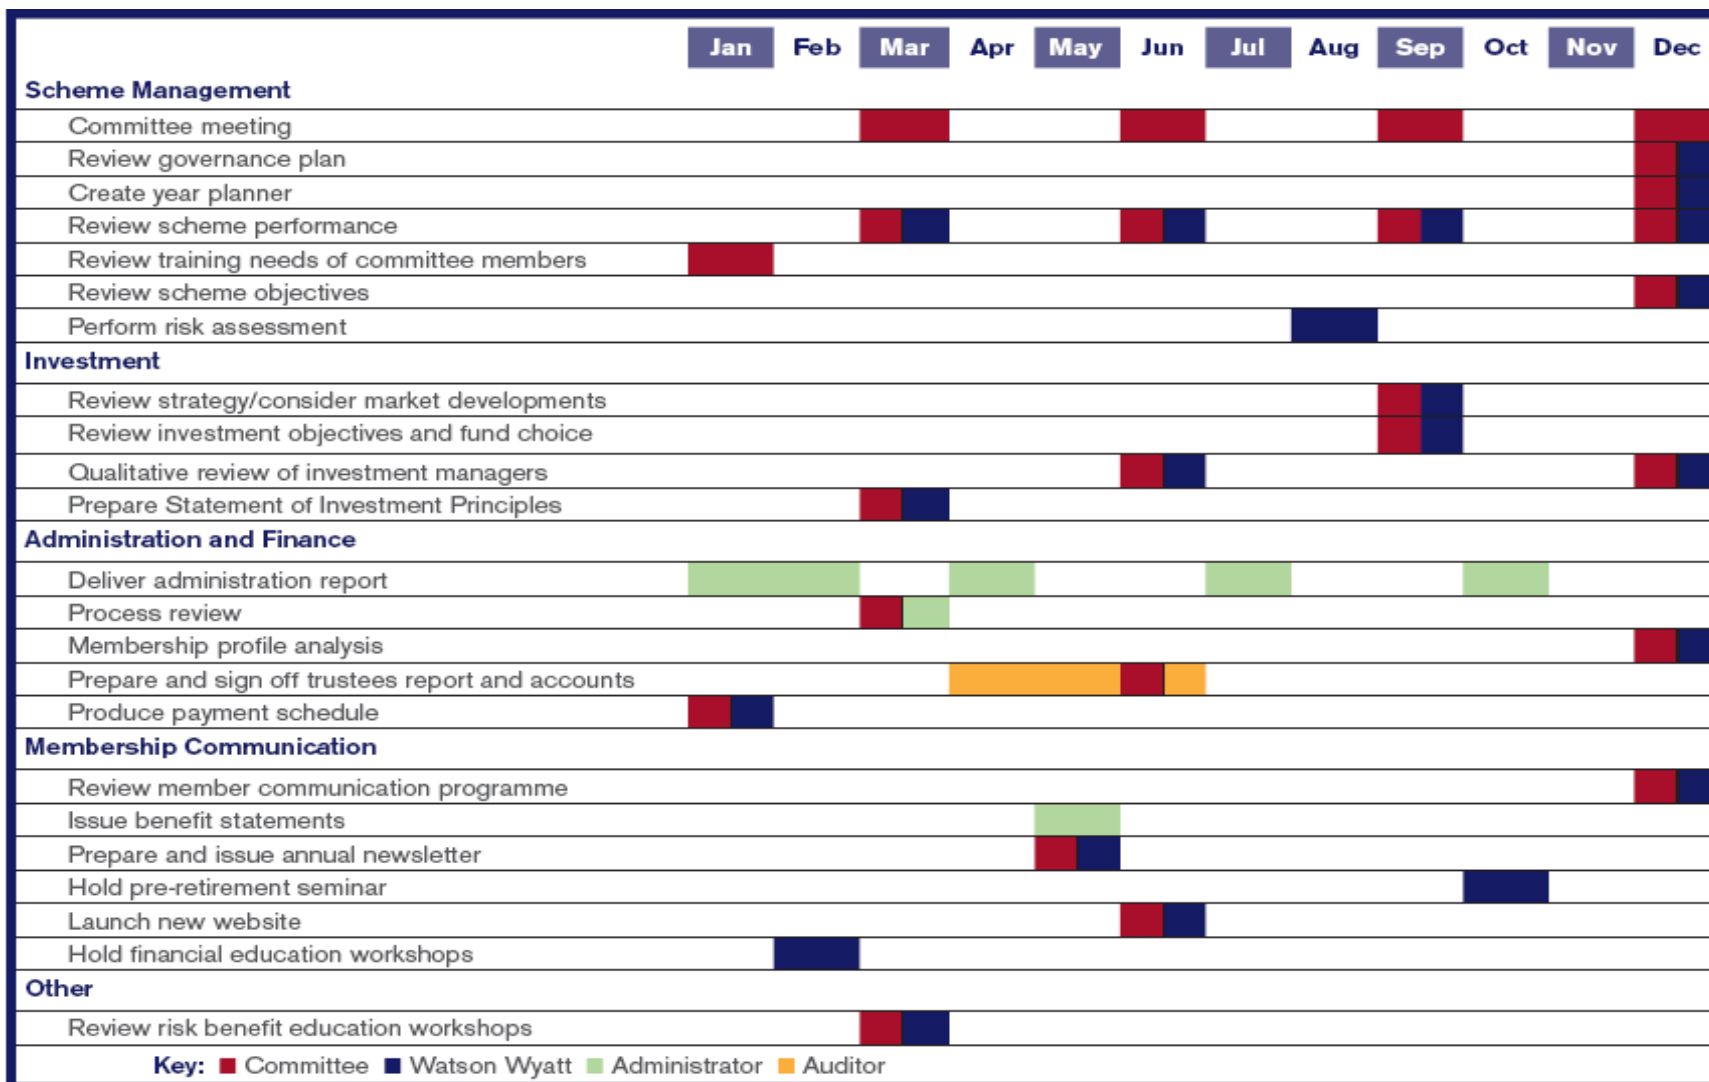 Jan Feb Mar Apr May Jun Jul Aug Sep Oct Nov Dec
Scheme Management
Committee meeting
Review governance plan
Create year planner
Review scheme performance
Review training needs of committee members
Review scheme objectives
Perform risk assessment
Investment
Review strategy/consider market developments
Review investment objectives and fund choice
Qualitative review of investment managers
Prepare Statement of Investment Principles
Administration and Finance
Deliver administration report
Process review
Membership profile analysis
Prepare and sign off trustees report and accounts
Produce payment schedule
Membership Communication
Review member communication programme
Issue benefit statements
Prepare and issue annual newsletter
Hold pre-retirement seminar
Launch new website
Hold financial education workshops
Other
Review risk benefit education workshops
Key: Committee Watson Wyatt Administrator Auditor